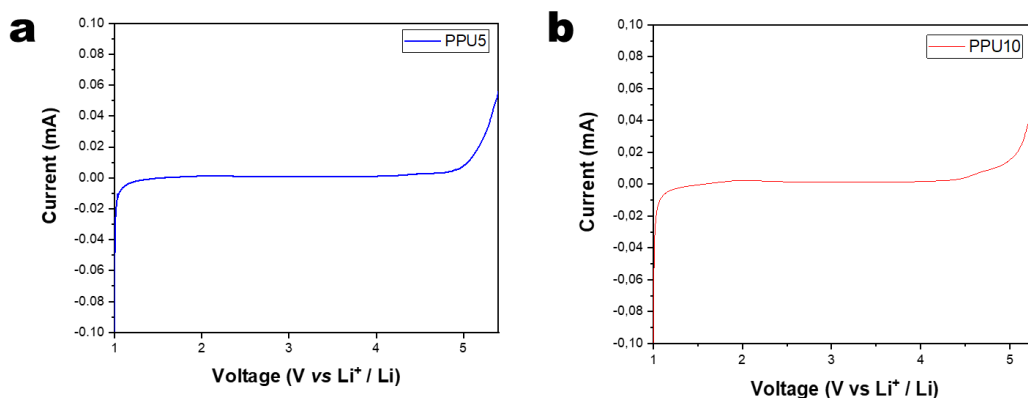 a
PPU5
0.10
0.08
0.06
0.04
0.02
0.00
-0.02
-0.04
-0.06
-0.08
-0.10
Current (mA)
1 2 3 4 5
Voltage (V vs Li⁺ / Li)
b
PPU10
0,10
0,08
0,06
0,04
0,02
0,00
-0,02
-0,04
-0,06
-0,08
-0,10
Current (mA)
1 2 3 4 5
Voltage (V vs Li⁺ / Li)